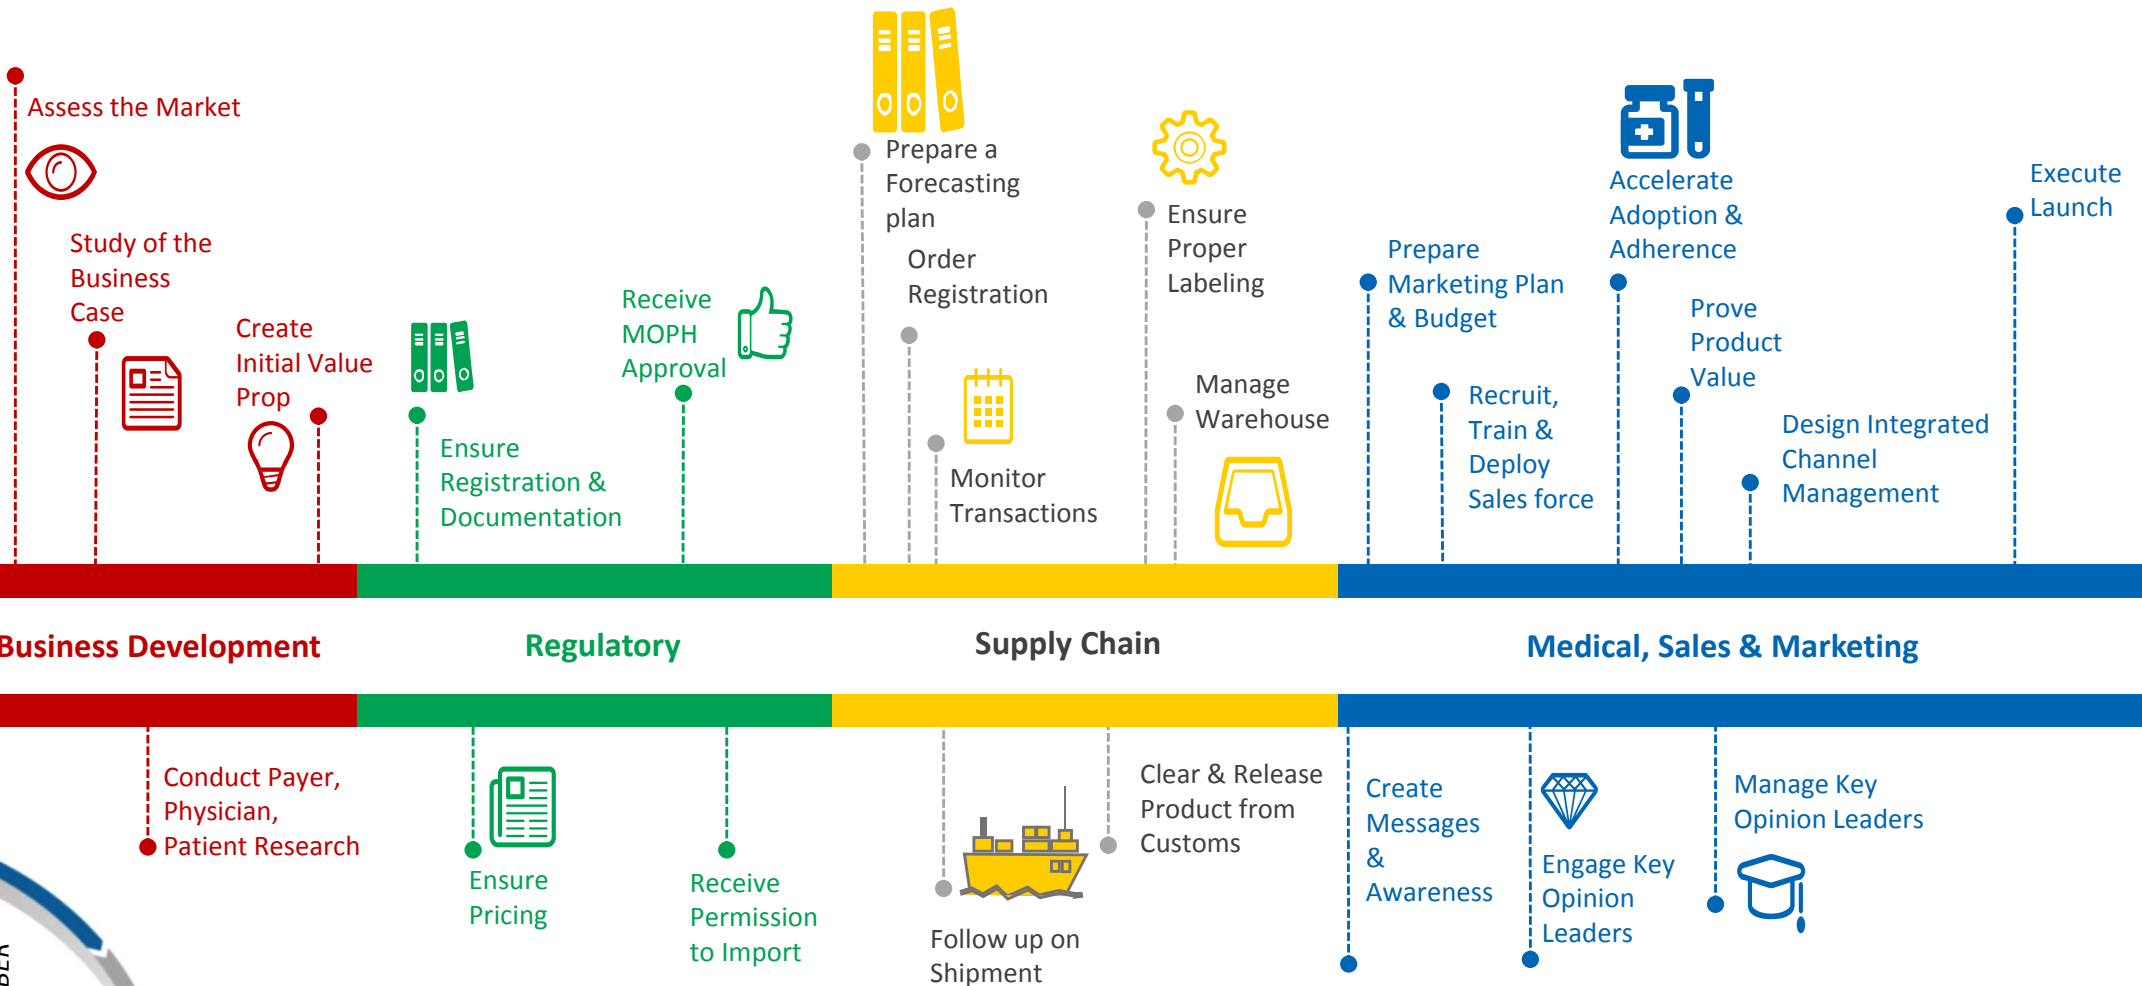 Assess the Market
Study of the
Business
Case
Create
Initial Value
Prop
Ensure
Registration &
Documentation
Receive
MOPH
Approval
Prepare a
Forecasting
plan
Order
Registration
Monitor
Transactions
Ensure
Proper
Labeling
Manage
Warehouse
Prepare
Marketing Plan
& Budget
Recruit,
Train &
Deploy
Sales force
Accelerate
Adoption &
Adherence
Prove
Product
Value
Design Integrated
Channel
Management
Execute
Launch
Business Development
Regulatory
Supply Chain
Medical, Sales & Marketing
Conduct Payer,
Physician,
Patient Research
Ensure
Pricing
Receive
Permission
to Import
Follow up on
Shipment
Clear & Release
Product from
Customs
Create
Messages
&
Awareness
Engage Key
Opinion
Leaders
Manage Key
Opinion Leaders